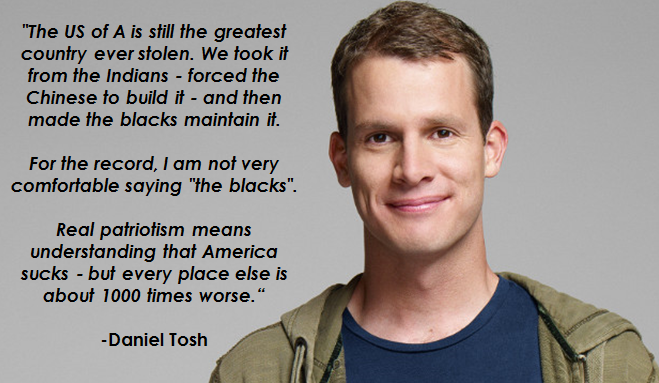 "The US of A is still the greatest
country ever stolen. We took it
from the Indians - forced the
Chinese to build it - and then
made the blacks maintain it.
For the record, I am not very
comfortable saying "the blacks".
Real patriotism means
understanding that America
sucks - but every place else is
about 1000 times worse.“
-Daniel Tosh